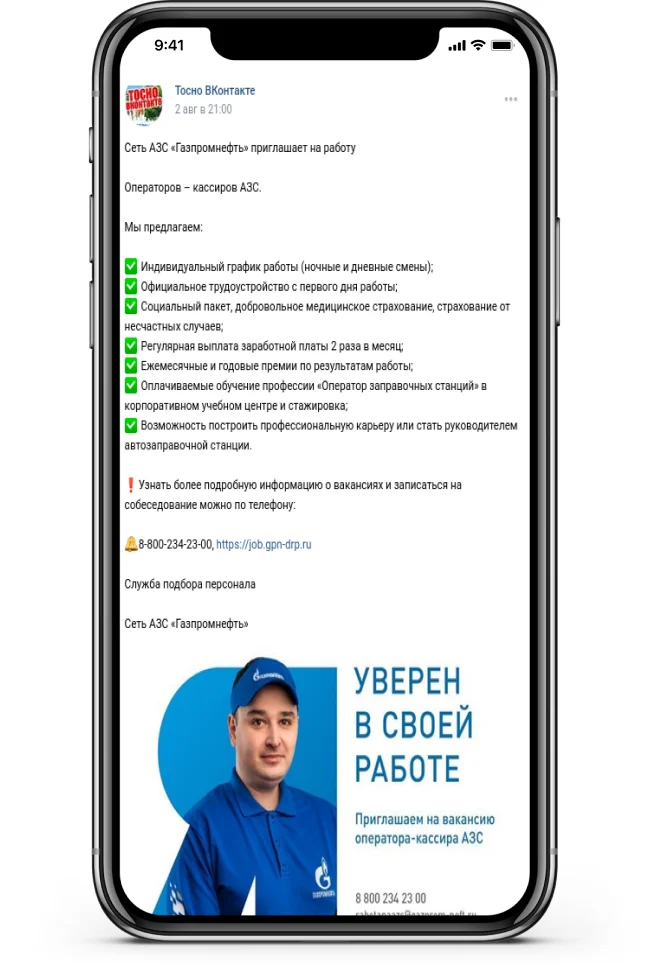 9:41
ТОСНО
ВКОНТАКТЕ
Тосно ВКонтакте
2 авг в 21:00
Сеть АЗС «Газпромнефть» приглашает на работу
Операторов – кассиров АЗС.
Мы предлагаем:
✅ Индивидуальный график работы (ночные и дневные смены);
✅ Официальное трудоустройство с первого дня работы;
✅ Социальный пакет, добровольное медицинское страхование, страхование от
несчастных случаев;
✅ Регулярная выплата заработной платы 2 раза в месяц;
✅ Ежемесячные и годовые премии по результатам работы;
✅ Оплачиваемые обучение профессии «Оператор заправочных станций» в
корпоративном учебном центре и стажировка;
✅ Возможность построить профессиональную карьеру или стать руководителем
автозаправочной станции.
❗ Узнать более подробную информацию о вакансиях и записаться на
собеседование можно по телефону:
🔔8-800-234-23-00, https://job.gpn-drp.ru
Служба подбора персонала
Сеть АЗС «Газпромнефть»
УВЕРЕН
В СВОЕЙ
РАБОТЕ
Приглашаем на вакансию
оператора-кассира АЗС
ГАЗПРОМНЕФТЬ
8 800 234 23 00